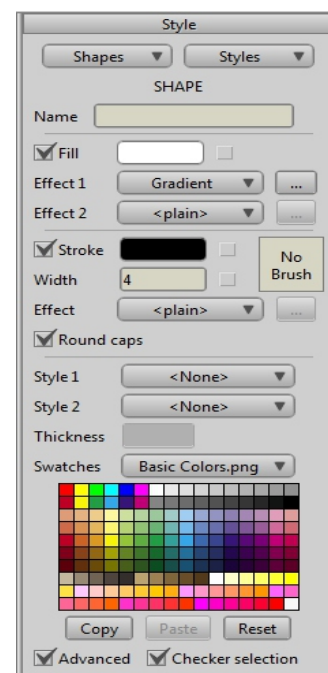 Style
Shapes Styles
SHAPE
Name
Fill
Effect 1 Gradient ...
Effect 2 <plain> ...
Stroke No
Width 4 Brush
Effect <plain> ...
Round caps
Style 1 <None>
Style 2 <None>
Thickness
Swatches Basic Colors.png
Copy Paste Reset
Advanced Checker selection